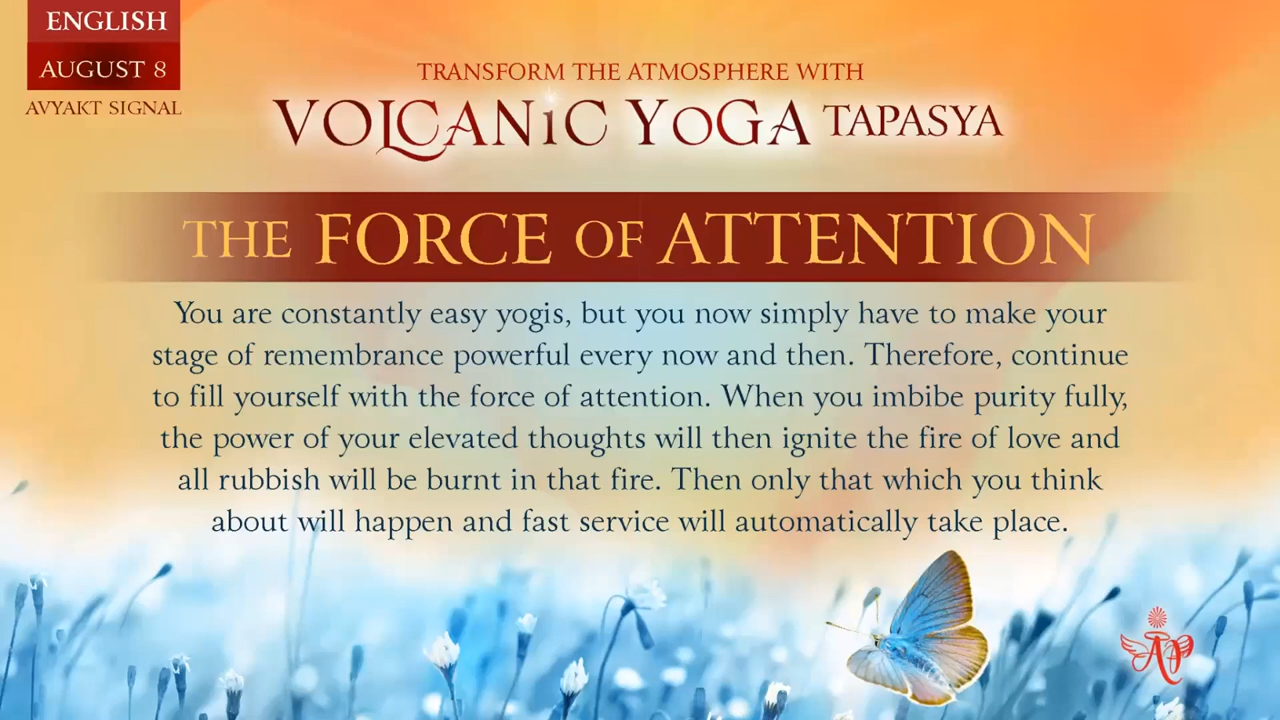 ENGLISH
AUGUST 8
AVYAKT SIGNAL
TRANSFORM THE ATMOSPHERE WITH
VOLCANiC YoGA TAPASYA
THE FORCE OF ATTENTION
You are constantly easy yogis, but you now simply have to make your
stage of remembrance powerful every now and then. Therefore, continue
to fill yourself with the force of attention. When you imbibe purity fully,
the power of your elevated thoughts will then ignite the fire of love and
all rubbish will be burnt in that fire. Then only that which you think
about will happen and fast service will automatically take place.
AP